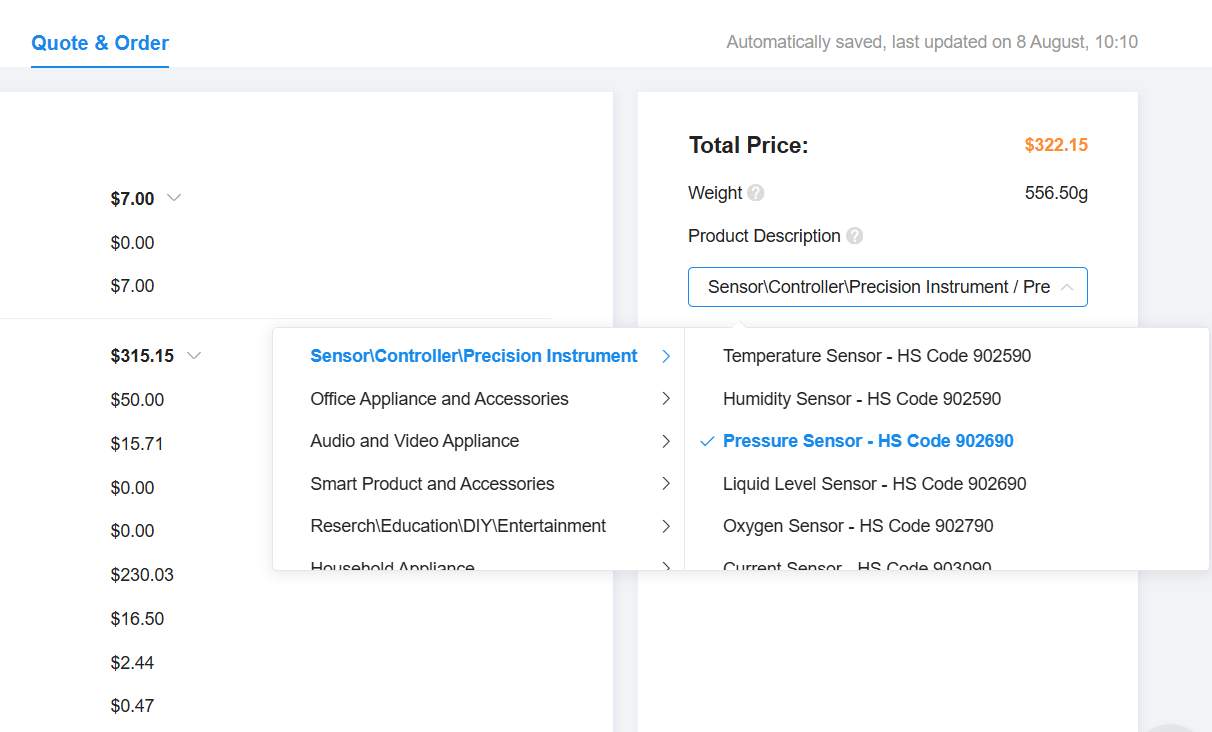 Quote & Order
Automatically saved, last updated on 8 August, 10:10
$7.00
$0.00
$7.00
$315.15
$50.00
$15.71
$0.00
$0.00
$230.03
$16.50
$2.44
$0.47
Total Price:
$322.15
Weight ?
556.50g
Product Description ?
Sensor\Controller\Precision Instrument / Pre
Sensor\Controller\Precision Instrument
Office Appliance and Accessories
Audio and Video Appliance
Smart Product and Accessories
Reserch\Education\DIY\Entertainment
Household Appliance
Temperature Sensor - HS Code 902590
Humidity Sensor - HS Code 902590
Pressure Sensor - HS Code 902690
Liquid Level Sensor - HS Code 902690
Oxygen Sensor - HS Code 902790
Current Sensor - HS Code 903090